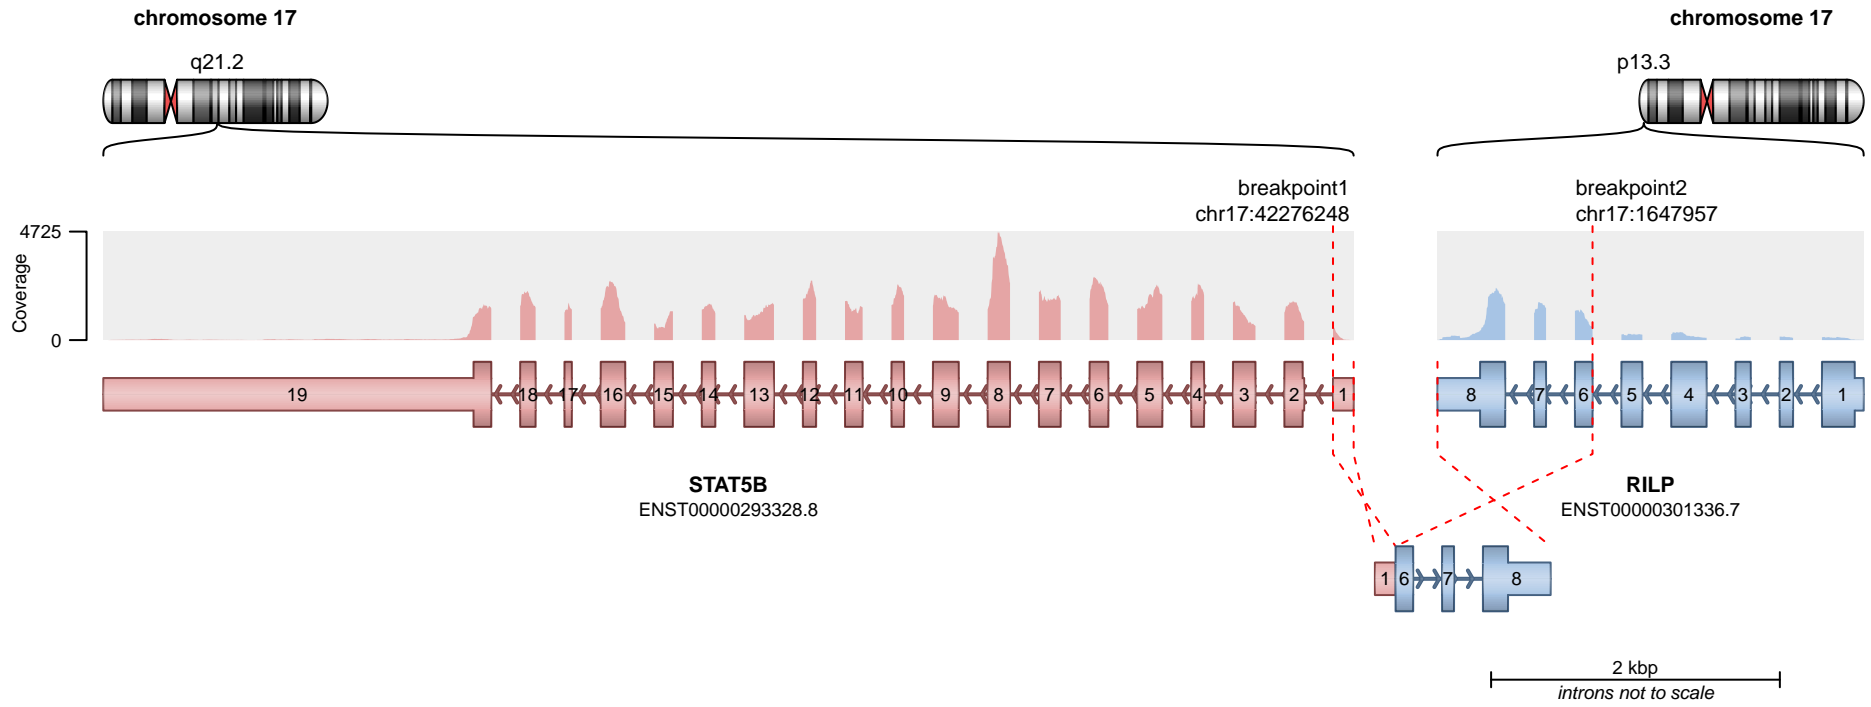 chromosome 17
chromosome 17
q21.2
p13.3
breakpoint1
chr17:42276248
breakpoint2
chr17:1647957
4725
Coverage
0
19 18 17 16 15 14 13 12 11 10 9 8 7 6 5 4 3 2 1
8 7 6 5 4 3 2 1
STAT5B
ENST00000293328.8
RILP
ENST00000301336.7
1 6 7 8
2 kbp
introns not to scale